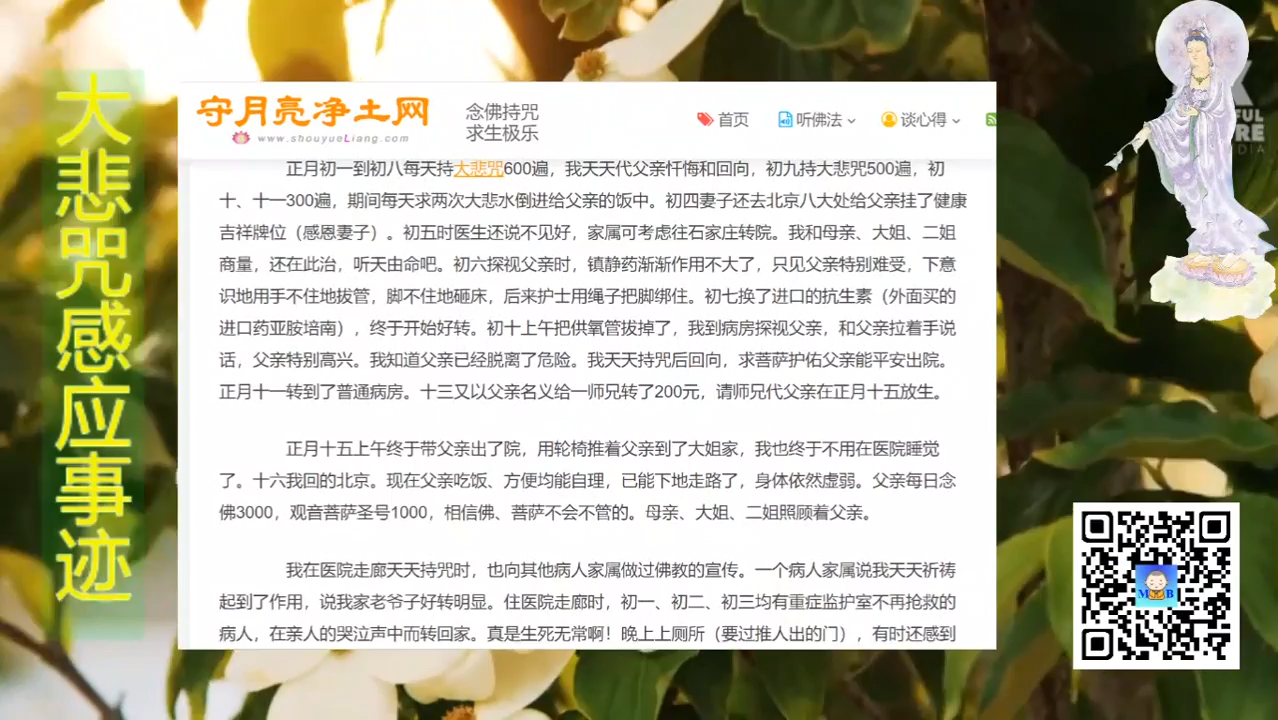 大悲咒感应事迹
守月亮净土网
www.shouyueLiang.com
念佛持咒
求生极乐
首页
听佛法
谈心得
正月初一到初八每天持大悲咒600遍，我天天代父亲忏悔和回向，初九持大悲咒500遍，初
十、十一300遍，期间每天求两次大悲水倒进给父亲的饭中。初四妻子还去北京八大处给父亲挂了健康
吉祥牌位（感恩妻子）。初五时医生还说不见好，家属可考虑往石家庄转院。我和母亲、大姐、二姐
商量，还在此治，听天由命吧。初六探视父亲时，镇静药渐渐作用不大了，只见父亲特别难受，下意
识地用手不住地拔管，脚不住地砸床，后来护士用绳子把脚绑住。初七换了进口的抗生素（外面买的
进口药亚胺培南），终于开始好转。初十上午把供氧管拔掉了，我到病房探视父亲，和父亲拉着手说
话，父亲特别高兴。我知道父亲已经脱离了危险。我天天持咒后回向，求菩萨护佑父亲能平安出院。
正月十一转到了普通病房。十三又以父亲名义给一师兄转了200元，请师兄代父亲在正月十五放生。
正月十五上午终于带父亲出了院，用轮椅推着父亲到了大姐家，我也终于不用在医院睡觉
了。十六我回的北京。现在父亲吃饭、方便均能自理，已能下地走路了，身体依然虚弱。父亲每日念
佛3000，观音菩萨圣号1000，相信佛、菩萨不会不管的。母亲、大姐、二姐照顾着父亲。
我在医院走廊天天持咒时，也向其他病人家属做过佛教的宣传。一个病人家属说我天天祈祷
起到了作用，说我家老爷子好转明显。住医院走廊时，初一、初二、初三均有重症监护室不再抢救的
病人，在亲人的哭泣声中而转回家。真是生死无常啊！晚上上厕所（要过推人出的门），有时还感到
M B